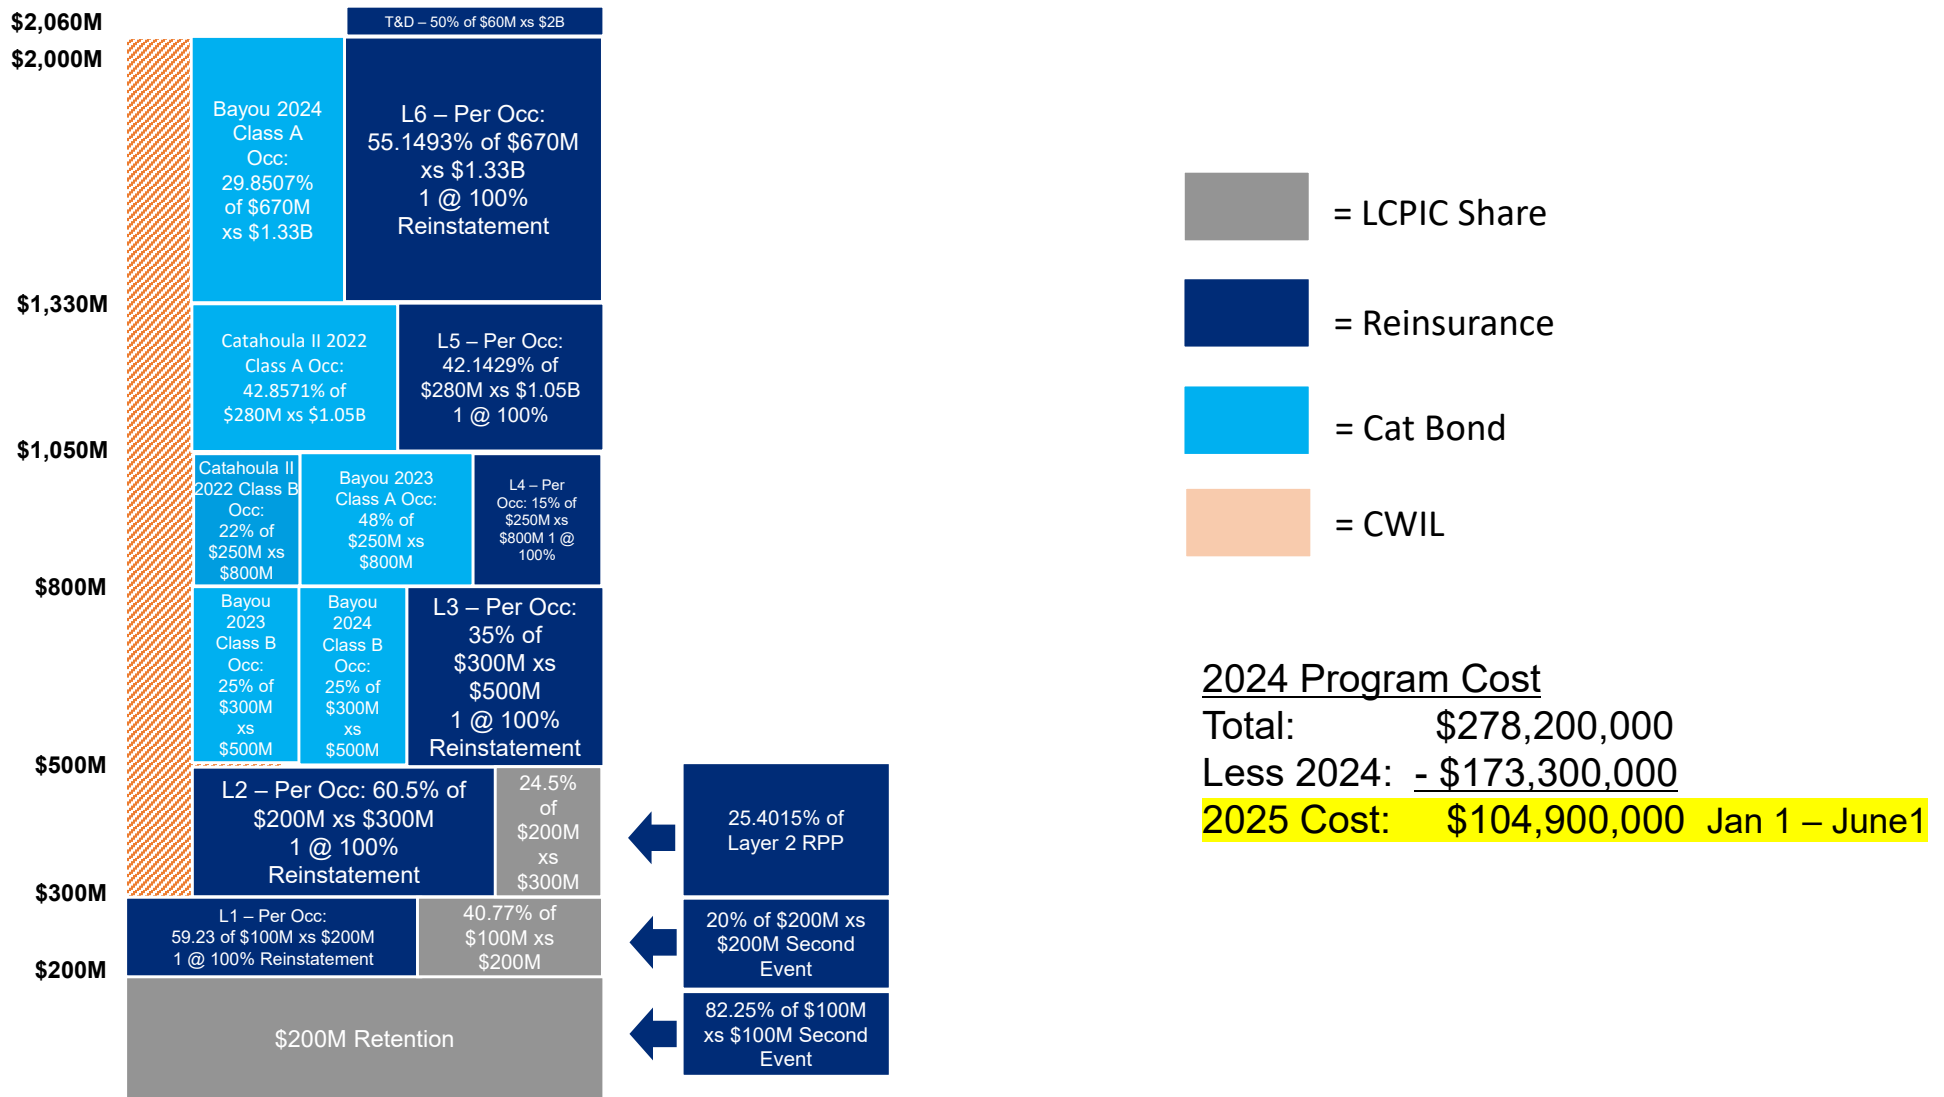 $2,060M
$2,000M
$1,330M
$1,050M
$800M
$500M
$300M
$200M
T&D – 50% of $60M xs $2B
Bayou 2024
Class A
Occ:
29.8507%
of $670M
xs $1.33B
L6 – Per Occ:
55.1493% of $670M
xs $1.33B
1 @ 100%
Reinstatement
Catahoula II 2022
Class A Occ:
42.8571% of
$280M xs $1.05B
L5 – Per Occ:
42.1429% of
$280M xs $1.05B
1 @ 100%
Catahoula II
2022 Class B
Occ:
22% of
$250M xs
$800M
Bayou 2023
Class A Occ:
48% of
$250M xs
$800M
L4 – Per
Occ: 15% of
$250M xs
$800M 1 @
100%
Bayou
2023
Class B
Occ:
25% of
$300M
xs
$500M
Bayou
2024
Class B
Occ:
25% of
$300M
xs
$500M
L3 – Per Occ:
35% of
$300M xs
$500M
1 @ 100%
Reinstatement
L2 – Per Occ: 60.5% of
$200M xs $300M
1 @ 100%
Reinstatement
24.5%
of
$200M
xs
$300M
25.4015% of
Layer 2 RPP
L1 – Per Occ:
59.23 of $100M xs $200M
1 @ 100% Reinstatement
40.77% of
$100M xs
$200M
20% of $200M xs
$200M Second
Event
$200M Retention
82.25% of $100M
xs $100M Second
Event
= LCPIC Share
= Reinsurance
= Cat Bond
= CWIL
2024 Program Cost
Total: $278,200,000
Less 2024: - $173,300,000
2025 Cost: $104,900,000 Jan 1 – June1